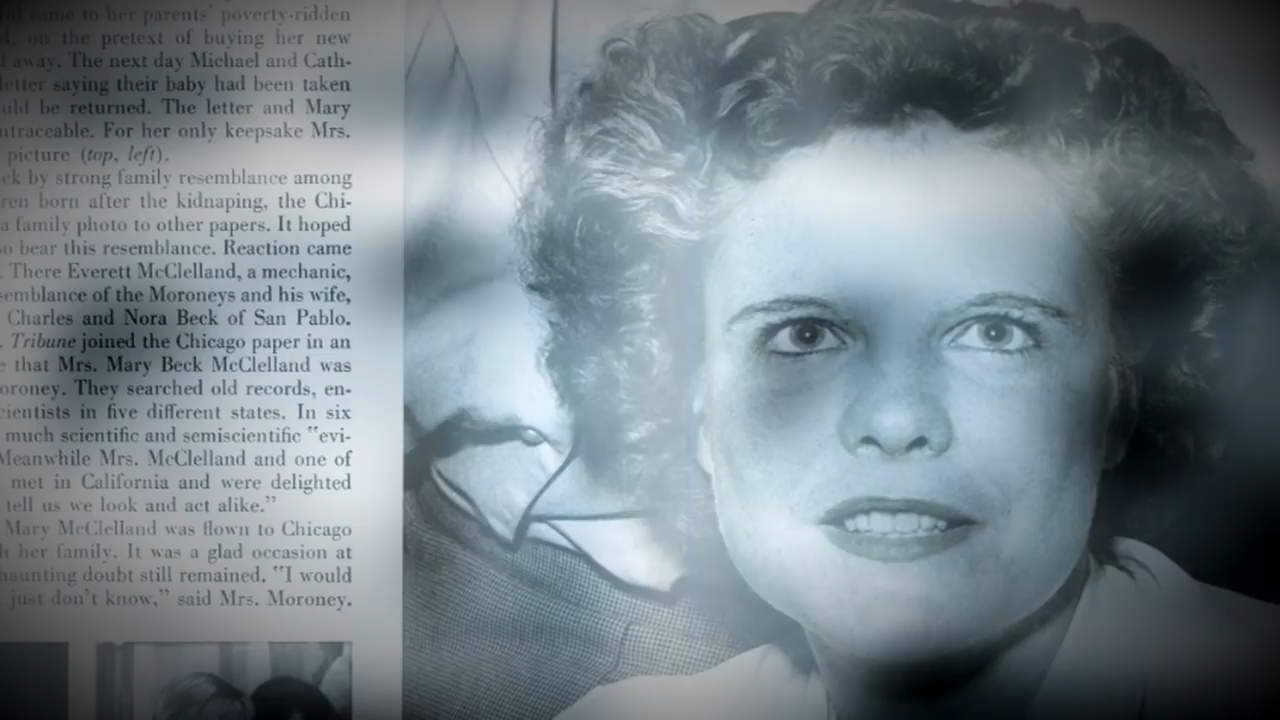 came to her parents' poverty-ridden
on the pretext of buying her new
away. The next day Michael and Cath-
letter saying their baby had been taken
uld be returned. The letter and Mary
ntraceable. For her only keepsake Mrs.
picture (top, left).
ck by strong family resemblance among
ren born after the kidnaping, the Chi-
a family photo to other papers. It hoped
so bear this resemblance. Reaction came
. There Everett McClelland, a mechanic,
semblance of the Moroneys and his wife,
Charles and Nora Beck of San Pablo.
. Tribune joined the Chicago paper in an
e that Mrs. Mary Beck McClelland was
oroney. They searched old records, en-
cientists in five different states. In six
much scientific and semiscientific "evi-
Meanwhile Mrs. McClelland and one of
met in California and were delighted
tell us we look and act alike."
Mary McClelland was flown to Chicago
h her family. It was a glad occasion at
haunting doubt still remained. "I would
just don't know," said Mrs. Moroney.